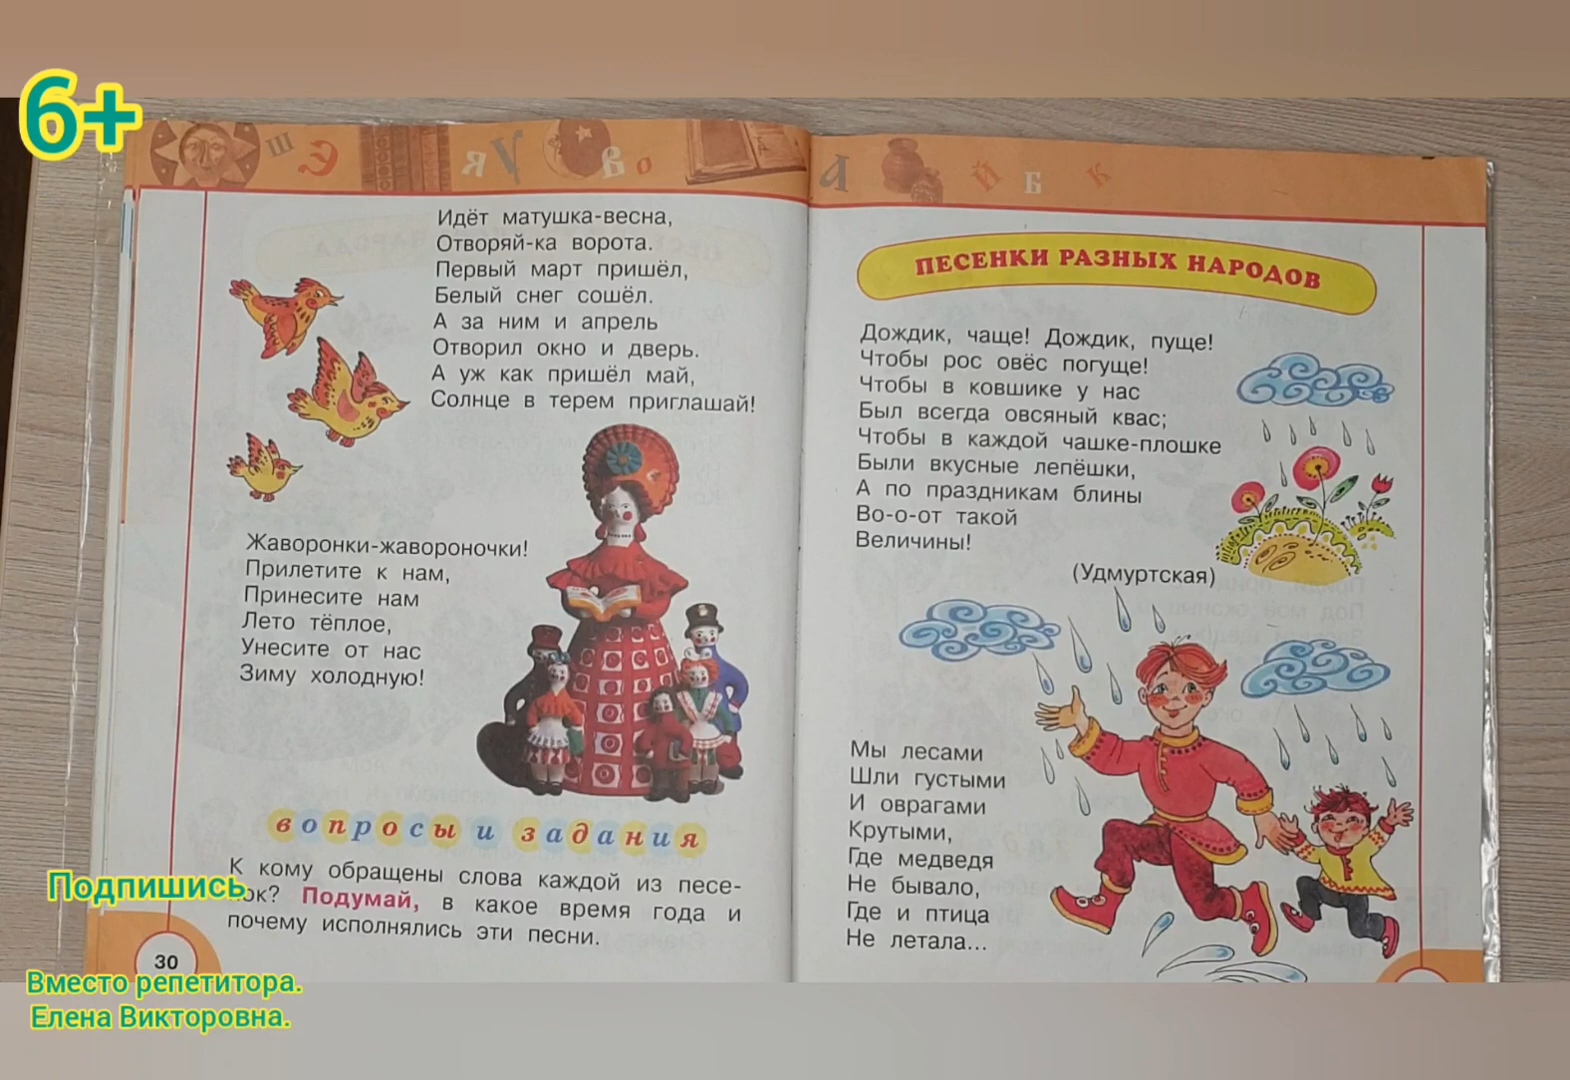 6+
Ш Э Я У В о
Идёт матушка-весна,
Отворяй-ка ворота.
Первый март пришёл,
Белый снег сошёл.
А за ним и апрель
Отворил окно и дверь.
А уж как пришёл май,
Солнце в терем приглашай!
Жаворонки-жавороночки!
Прилетите к нам,
Принесите нам
Лето тёплое,
Унесите от нас
Зиму холодную!
вопросы и задания
К кому обращены слова каждой из песе-
нок? Подумай, в какое время года и
почему исполнялись эти песни.
30
А Й Б К
ПЕСЕНКИ РАЗНЫХ НАРОДОВ
Дождик, чаще! Дождик, пуще!
Чтобы рос овёс погуще!
Чтобы в ковшике у нас
Был всегда овсяный квас;
Чтобы в каждой чашке-плошке
Были вкусные лепёшки,
А по праздникам блины
Во-о-от такой
Величины!
(Удмуртская)
Мы лесами
Шли густыми
И оврагами
Крутыми,
Где медведя
Не бывало,
Где и птица
Не летала...
Подпишись
Вместо репетитора.
Елена Викторовна.